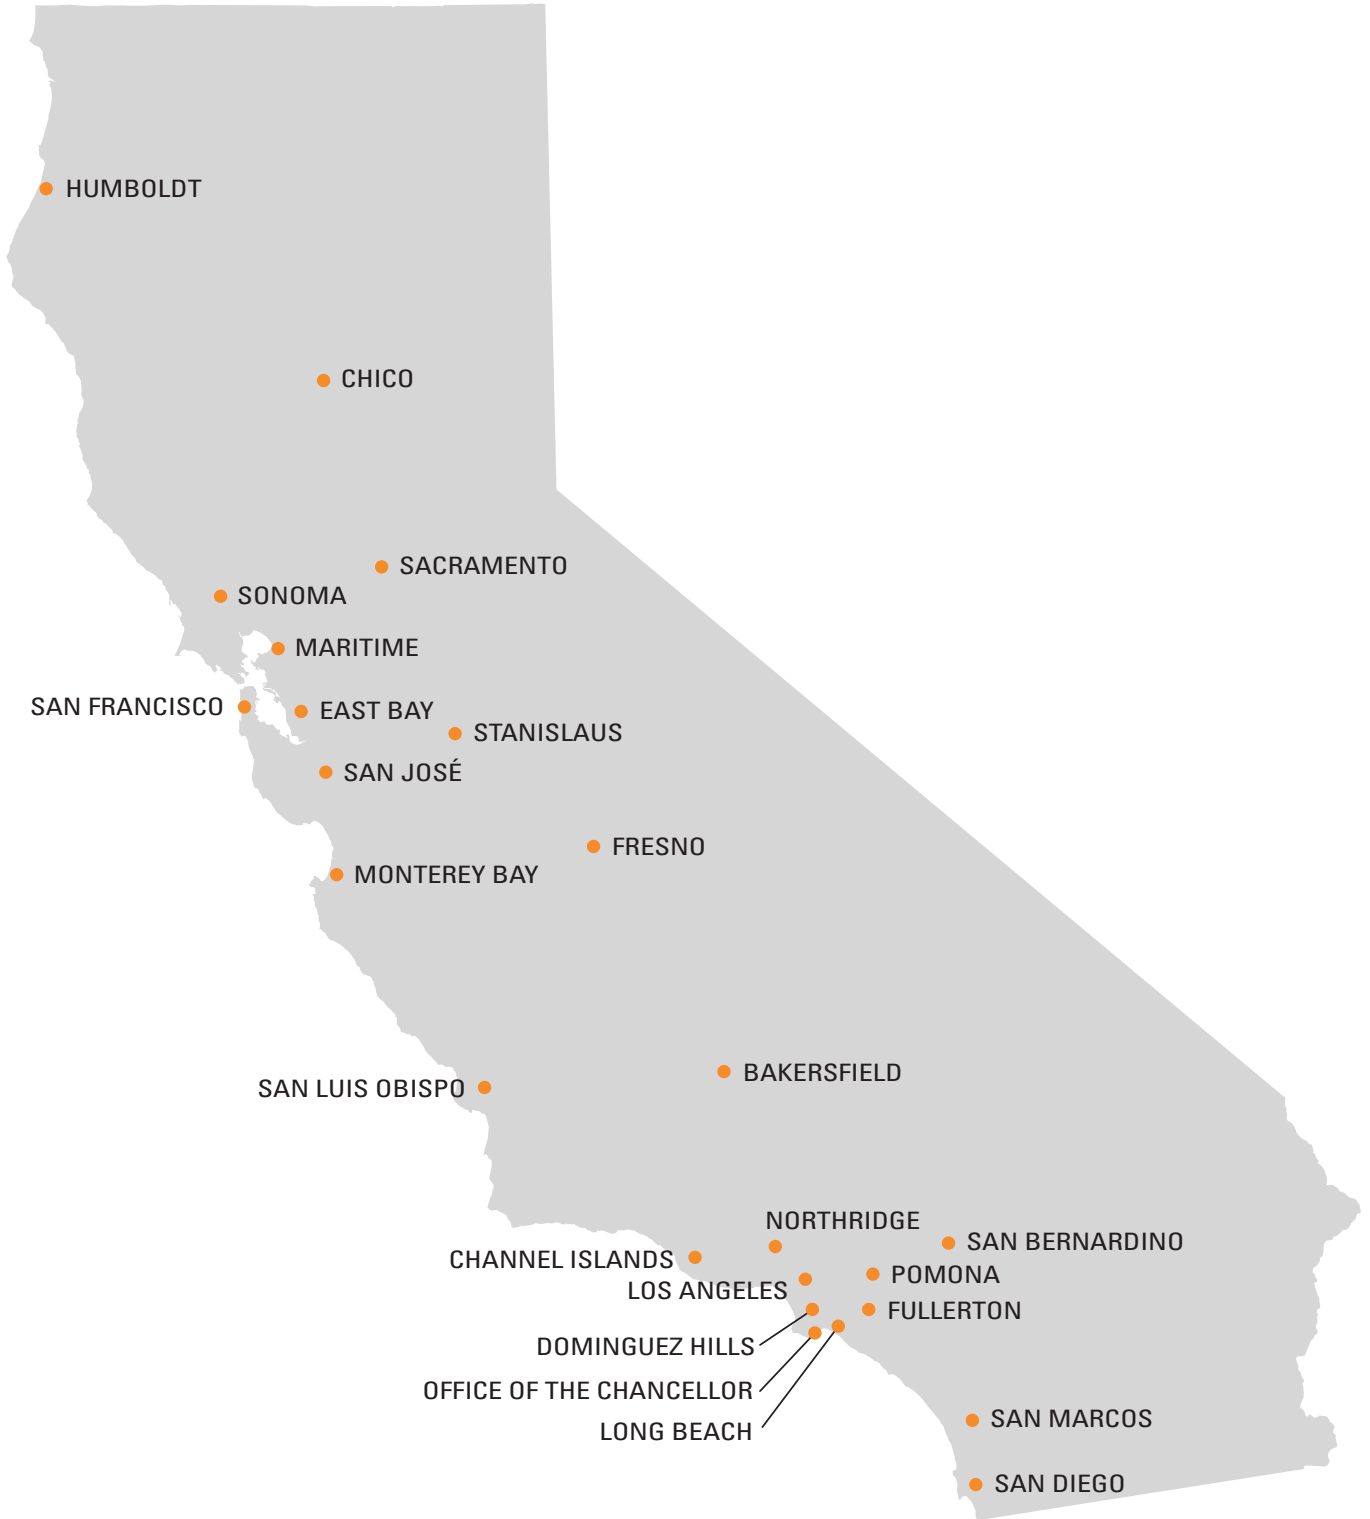 HUMBOLDT
CHICO
SACRAMENTO
SONOMA
MARITIME
SAN FRANCISCO
EAST BAY
STANISLAUS
SAN JOSÉ
FRESNO
MONTEREY BAY
BAKERSFIELD
SAN LUIS OBISPO
NORTHRIDGE
SAN BERNARDINO
CHANNEL ISLANDS
POMONA
LOS ANGELES
FULLERTON
DOMINGUEZ HILLS
OFFICE OF THE CHANCELLOR
SAN MARCOS
LONG BEACH
SAN DIEGO